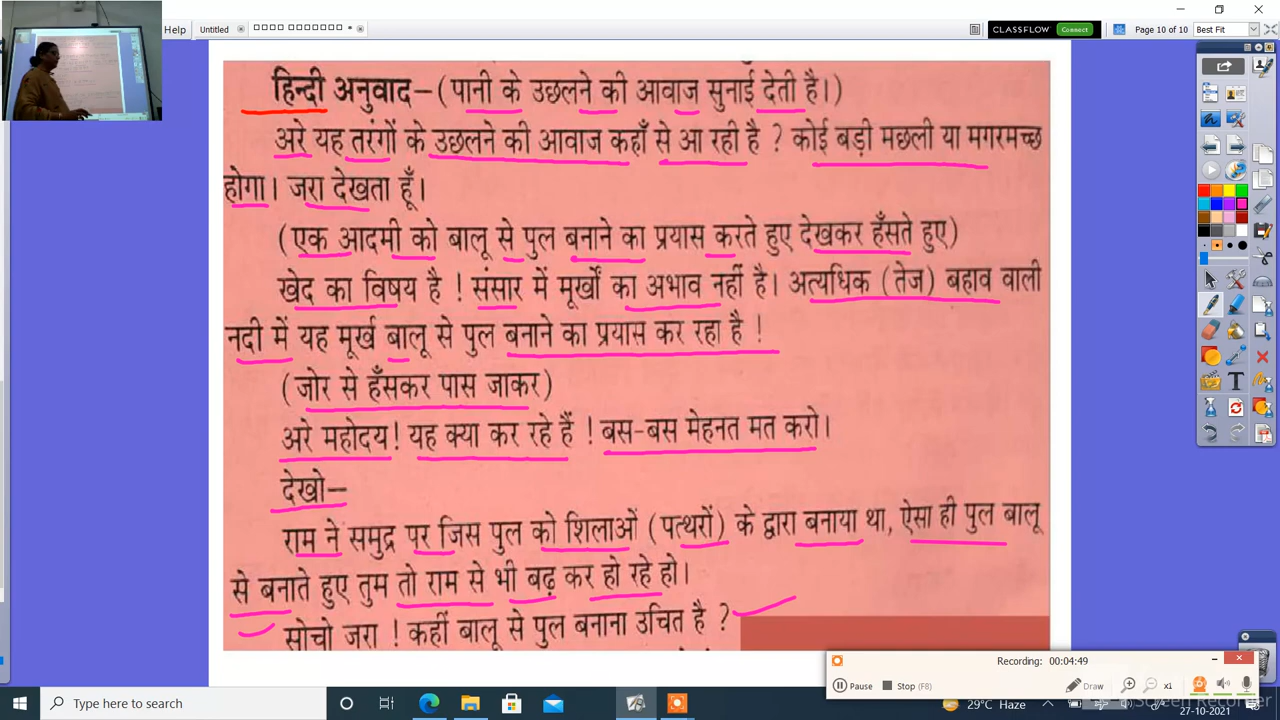 Help
Untitled
CLASSFLOW Connect
Page 10 of 10
Best Fit
हिन्दी अनुवाद–(पानी के उछलने की आवाज सुनाई देती है।)
अरे यह तरंगों के उछलने की आवाज कहाँ से आ रही है ? कोई बड़ी मछली या मगरमच्छ
होगा। जरा देखता हूँ।
(एक आदमी को बालू से पुल बनाने का प्रयास करते हुए देखकर हँसते हुए)
खेद का विषय है ! संसार में मूर्खों का अभाव नहीं है। अत्यधिक (तेज) बहाव वाली
नदी में यह मूर्ख बालू से पुल बनाने का प्रयास कर रहा है !
(जोर से हँसकर पास जाकर)
अरे महोदय! यह क्या कर रहे हैं ! बस-बस मेहनत मत करो।
देखो–
राम ने समुद्र पर जिस पुल को शिलाओं (पत्थरों) के द्वारा बनाया था, ऐसा ही पुल बालू
से बनाते हुए तुम तो राम से भी बढ़ कर हो रहे हो।
सोचो जरा ! कहीं बालू से पुल बनाना उचित है ?
Recording: 00:04:49
Pause
Stop (F8)
Draw
x1
Type here to search
29°C Haze
27-10-2021
Screen Recorder